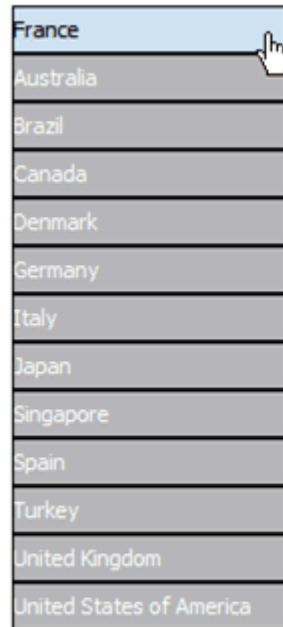 France
Australia
Brazil
Canada
Denmark
Germany
Italy
Japan
Singapore
Spain
Turkey
United Kingdom
United States of America